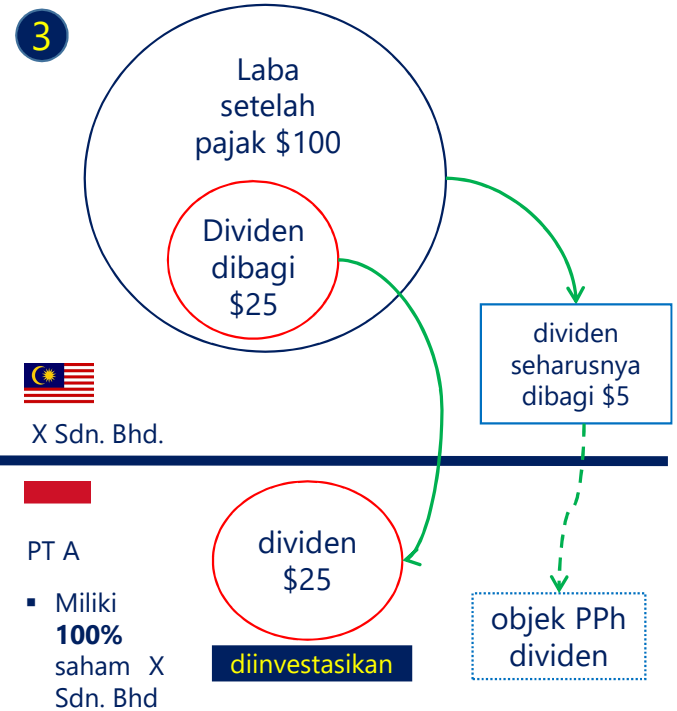 3
Laba
setelah
pajak $100
Dividen
dibagi
$25
dividen
seharusnya
dibagi $5
X Sdn. Bhd.
PT A
▪ Miliki
100%
saham X
Sdn. Bhd
dividen
$25
diinvestasikan
objek PPh
dividen